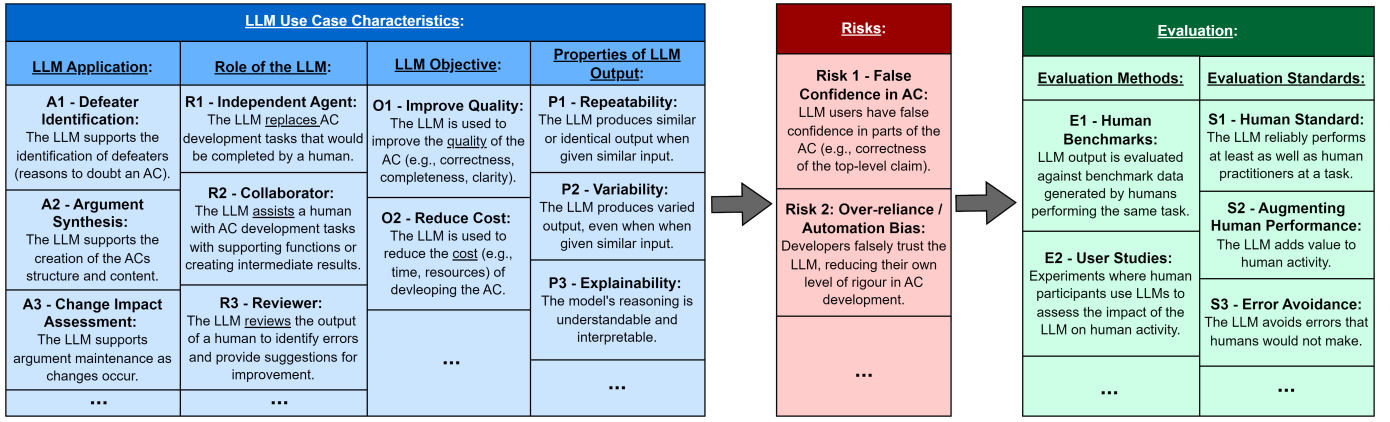 LLM Use Case Characteristics:
LLM Application:
A1 - Defeater
Identification:
The LLM supports the
identification of defeaters
(reasons to doubt an AC).
A2 - Argument
Synthesis:
The LLM supports the
creation of the ACs
structure and content.
A3 - Change Impact
Assessment:
The LLM supports
argument maintenance as
changes occur.
...
Role of the LLM:
R1 - Independent Agent:
The LLM replaces AC
development tasks that would
be completed by a human.
R2 - Collaborator:
The LLM assists a human
with AC development tasks
with supporting functions or
creating intermediate results.
R3 - Reviewer:
The LLM reviews the output
of a human to identify errors
and provide suggestions for
improvement.
...
LLM Objective:
O1 - Improve Quality:
The LLM is used to
improve the quality of the
AC (e.g., correctness,
completeness, clarity).
O2 - Reduce Cost:
The LLM is used to
reduce the cost (e.g.,
time, resources) of
devleoping the AC.
...
Properties of LLM
Output:
P1 - Repeatability:
The LLM produces similar
or identical output when
given similar input.
P2 - Variability:
The LLM produces varied
output, even when when
given similar input.
P3 - Explainability:
The model's reasoning is
understandable and
interpretable.
...
Risks:
Risk 1 - False
Confidence in AC:
LLM users have false
confidence in parts of the
AC (e.g., correctness
of the top-level claim).
Risk 2: Over-reliance /
Automation Bias:
Developers falsely trust the
LLM, reducing their own
level of rigour in AC
development.
...
Evaluation:
Evaluation Methods:
E1 - Human
Benchmarks:
LLM output is evaluated
against benchmark data
generated by humans
performing the same task.
E2 - User Studies:
Experiments where human
participants use LLMs to
assess the impact of the
LLM on human activity.
...
Evaluation Standards:
S1 - Human Standard:
The LLM reliably performs
at least as well as human
practitioners at a task.
S2 - Augmenting
Human Performance:
The LLM adds value to
human activity.
S3 - Error Avoidance:
The LLM avoids errors that
humans would not make.
...